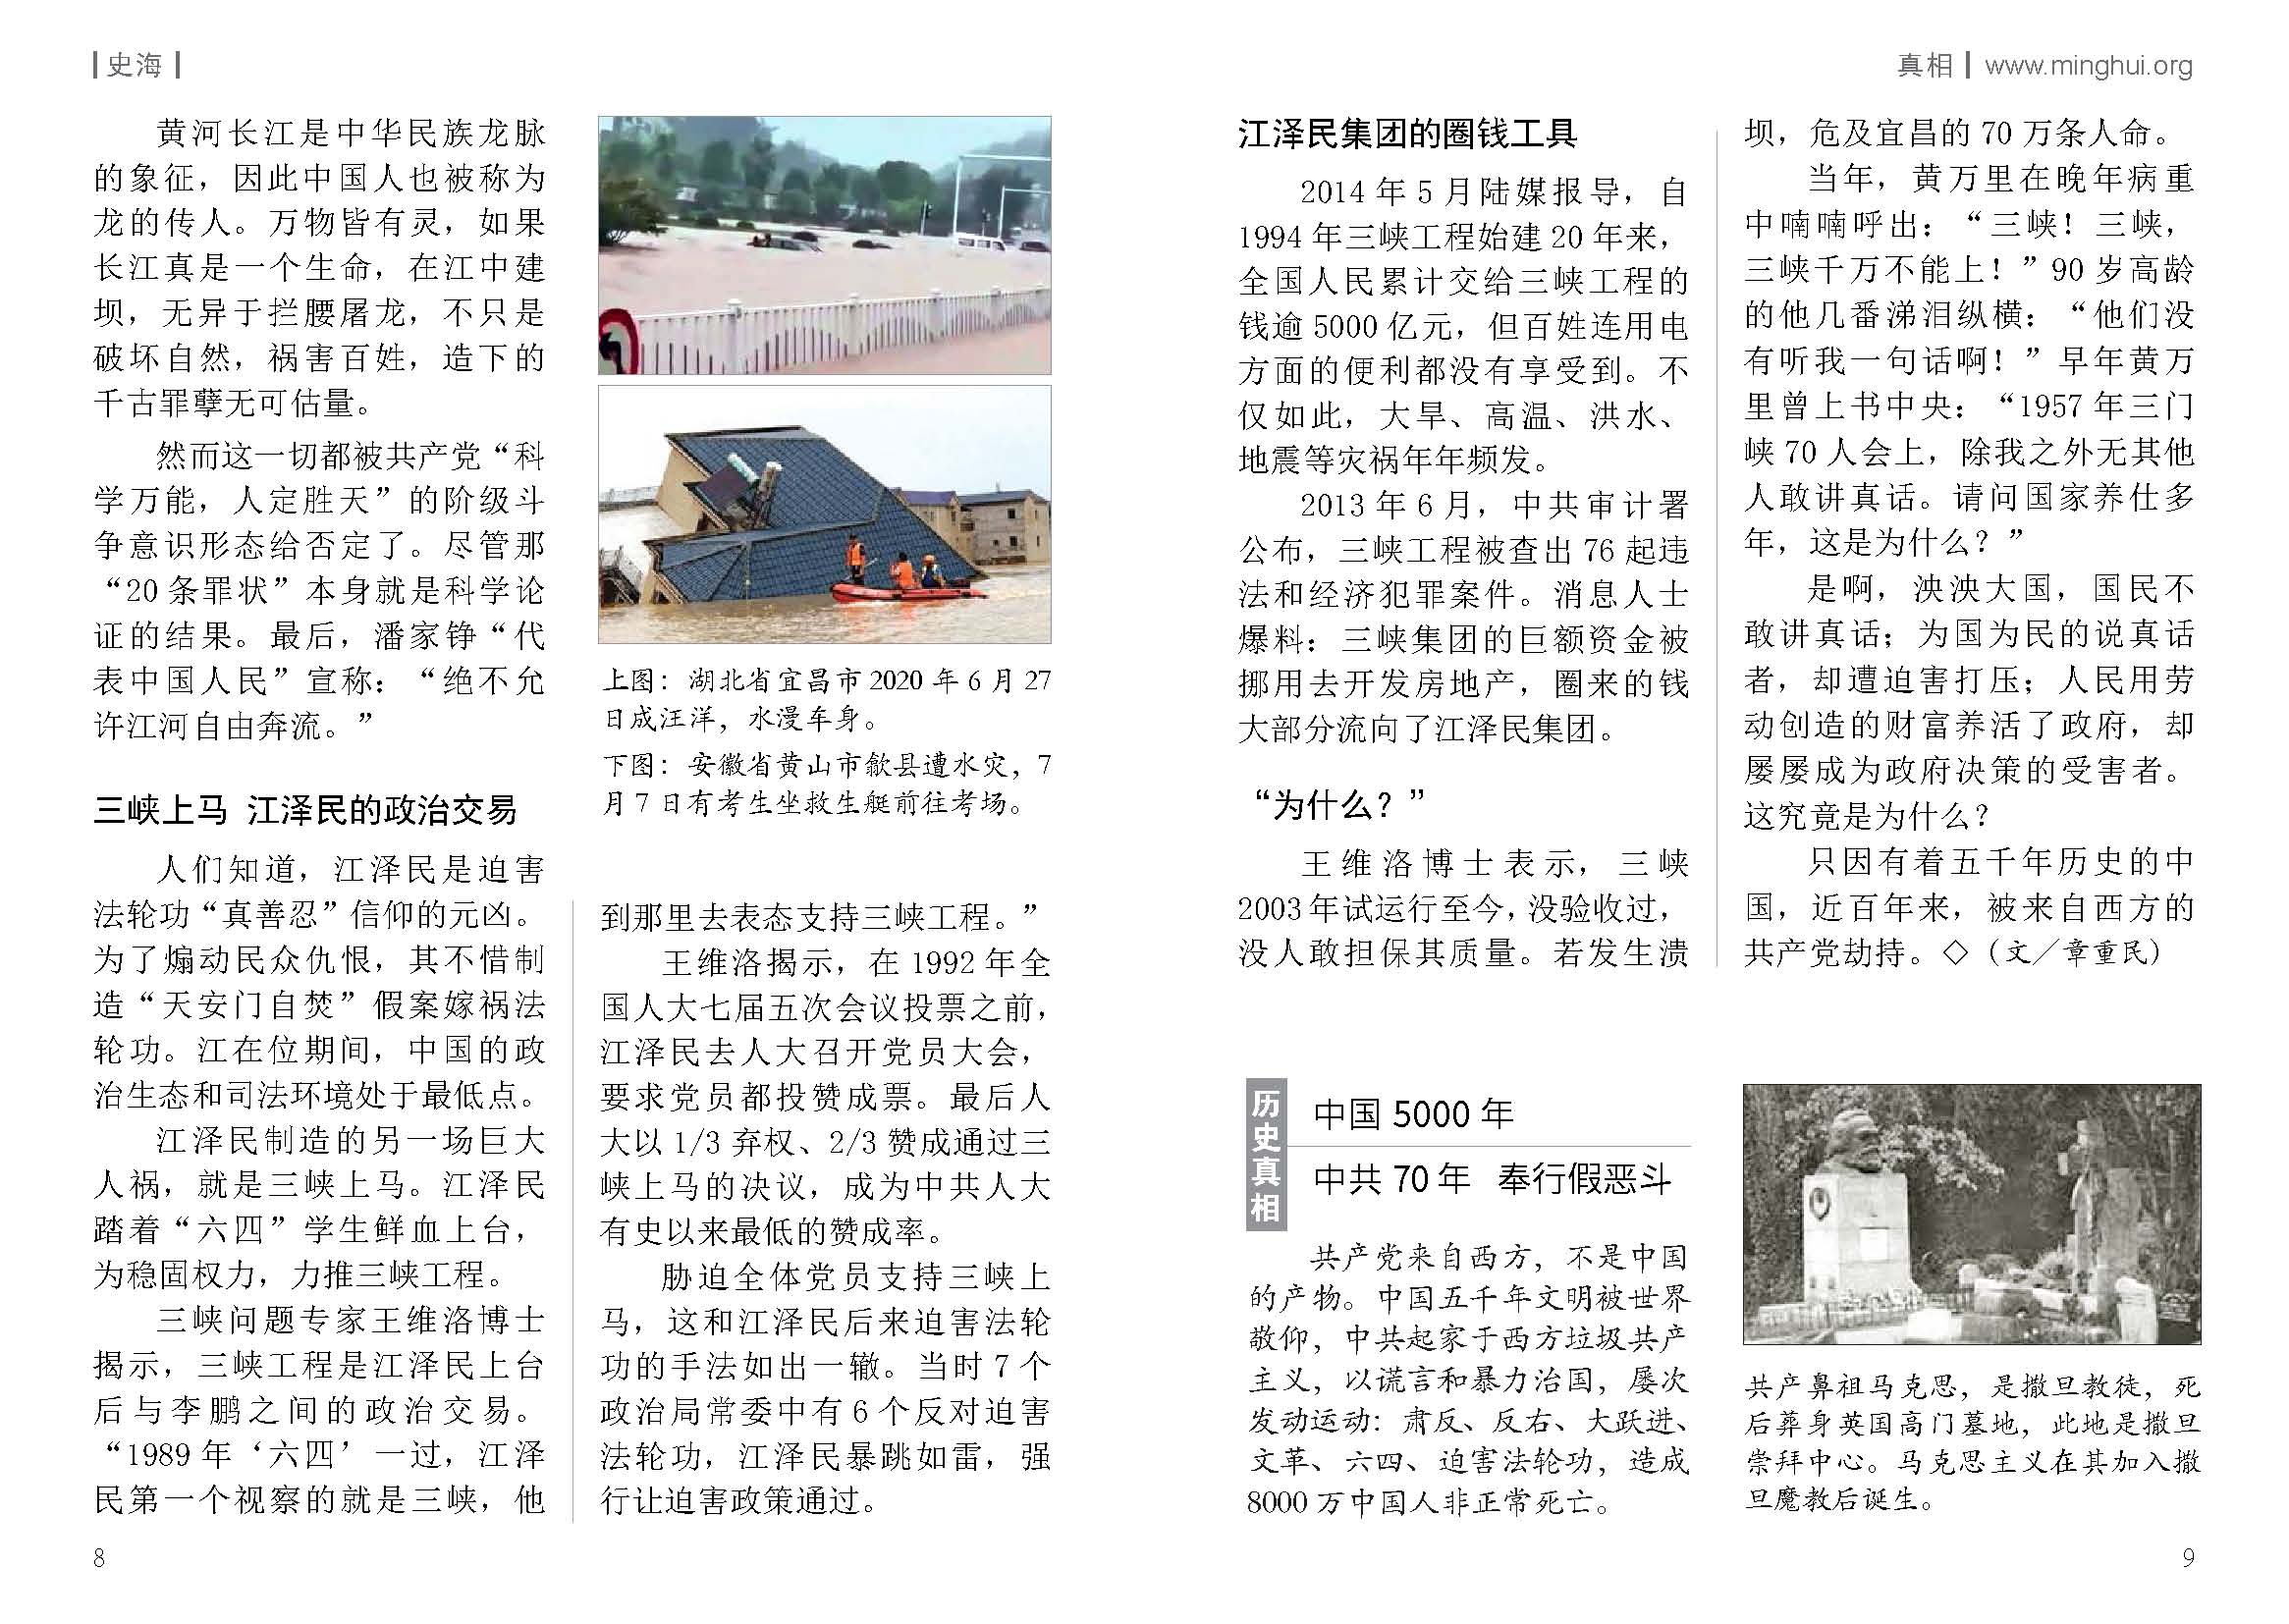 史海
黄河长江是中华民族龙脉
的象征，因此中国人也被称为
龙的传人。万物皆有灵，如果
长江真是一个生命，在江中建
坝，无异于拦腰屠龙，不只是
破坏自然，祸害百姓，造下的
千古罪孽无可估量。
然而这一切都被共产党“科
学万能，人定胜天”的阶级斗
争意识形态给否定了。尽管那
“20 条罪状”本身就是科学论
证的结果。最后，潘家铮“代
表中国人民”宣称：“绝不允
许江河自由奔流。”
三峡上马 江泽民的政治交易
人们知道，江泽民是迫害
法轮功“真善忍”信仰的元凶。
为了煽动民众仇恨，其不惜制
造“天安门自焚”假案嫁祸法
轮功。江在位期间，中国的政
治生态和司法环境处于最低点。
江泽民制造的另一场巨大
人祸，就是三峡上马。江泽民
踏着“六四”学生鲜血上台，
为稳固权力，力推三峡工程。
三峡问题专家王维洛博士
揭示，三峡工程是江泽民上台
后与李鹏之间的政治交易。
“1989 年‘六四’一过，江泽
民第一个视察的就是三峡，他
上图：湖北省宜昌市 2020 年 6 月 27
日成汪洋，水漫车身。
下图：安徽省黄山市歙县遭水灾，7
月 7 日有考生坐救生艇前往考场。
到那里去表态支持三峡工程。”
王维洛揭示，在 1992 年全
国人大七届五次会议投票之前，
江泽民去人大召开党员大会，
要求党员都投赞成票。最后人
大以 1/3 弃权、2/3 赞成通过三
峡上马的决议，成为中共人大
有史以来最低的赞成率。
胁迫全体党员支持三峡上
马，这和江泽民后来迫害法轮
功的手法如出一辙。当时 7 个
政治局常委中有 6 个反对迫害
法轮功，江泽民暴跳如雷，强
行让迫害政策通过。
8
真相 www.minghui.org
江泽民集团的圈钱工具
2014 年 5 月陆媒报导，自
1994 年三峡工程始建 20 年来，
全国人民累计交给三峡工程的
钱逾 5000 亿元，但百姓连用电
方面的便利都没有享受到。不
仅如此，大旱、高温、洪水、
地震等灾祸年年频发。
2013 年 6 月，中共审计署
公布，三峡工程被查出 76 起违
法和经济犯罪案件。消息人士
爆料：三峡集团的巨额资金被
挪用去开发房地产，圈来的钱
大部分流向了江泽民集团。
“为什么？”
王维洛博士表示，三峡
2003 年试运行至今，没验收过，
没人敢担保其质量。若发生溃
坝，危及宜昌的 70 万条人命。
当年，黄万里在晚年病重
中喃喃呼出：“三峡！三峡，
三峡千万不能上！”90 岁高龄
的他几番涕泪纵横：“他们没
有听我一句话啊！”早年黄万
里曾上书中央：“1957 年三门
峡 70 人会上，除我之外无其他
人敢讲真话。请问国家养仕多
年，这是为什么？”
是啊，泱泱大国，国民不
敢讲真话；为国为民的说真话
者，却遭迫害打压；人民用劳
动创造的财富养活了政府，却
屡屡成为政府决策的受害者。
这究竟是为什么？
只因有着五千年历史的中
国，近百年来，被来自西方的
共产党劫持。◇（文／章重民）
历史真相
中国 5000 年
中共 70 年 奉行假恶斗
共产党来自西方，不是中国
的产物。中国五千年文明被世界
敬仰，中共起家于西方垃圾共产
主义，以谎言和暴力治国，屡次
发动运动：肃反、反右、大跃进、
文革、六四、迫害法轮功，造成
8000 万中国人非正常死亡。
共产鼻祖马克思，是撒旦教徒，死
后葬身英国高门墓地，此地是撒旦
崇拜中心。马克思主义在其加入撒
旦魔教后诞生。
9